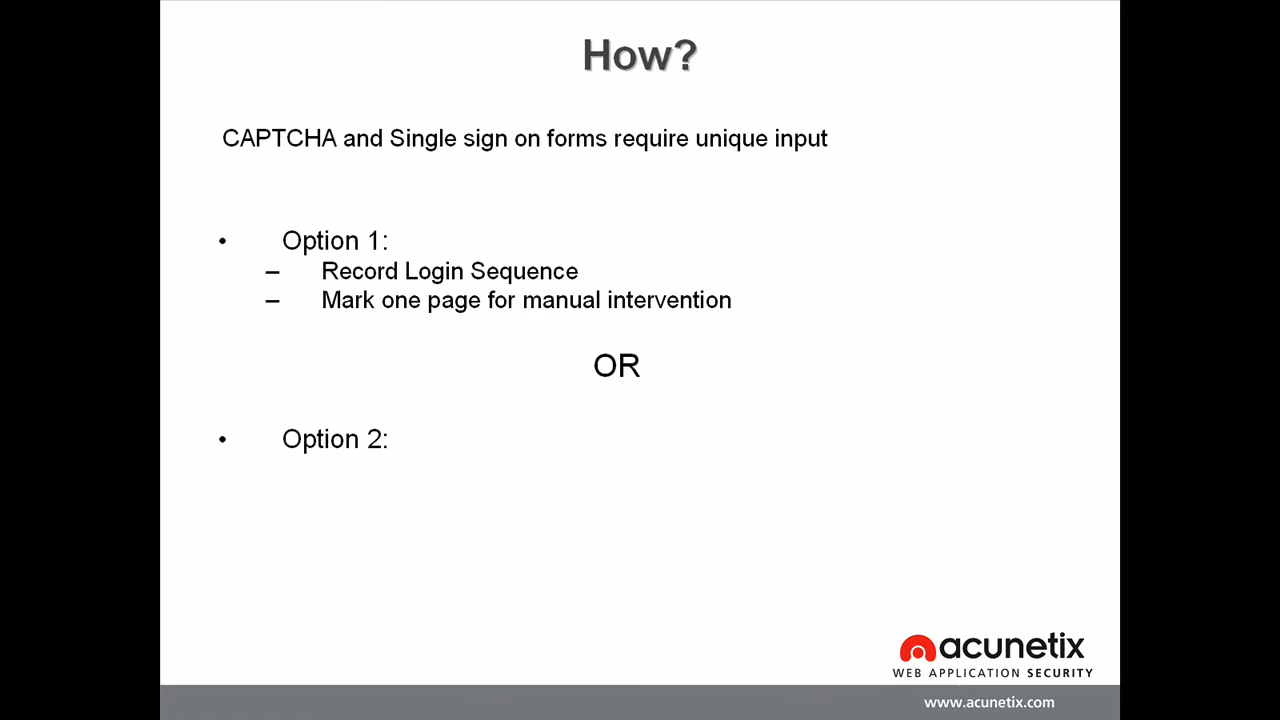 How?
CAPTCHA and Single sign on forms require unique input
• Option 1:
– Record Login Sequence
– Mark one page for manual intervention
OR
• Option 2:
acunetix
WEB APPLICATION SECURITY
www.acunetix.com